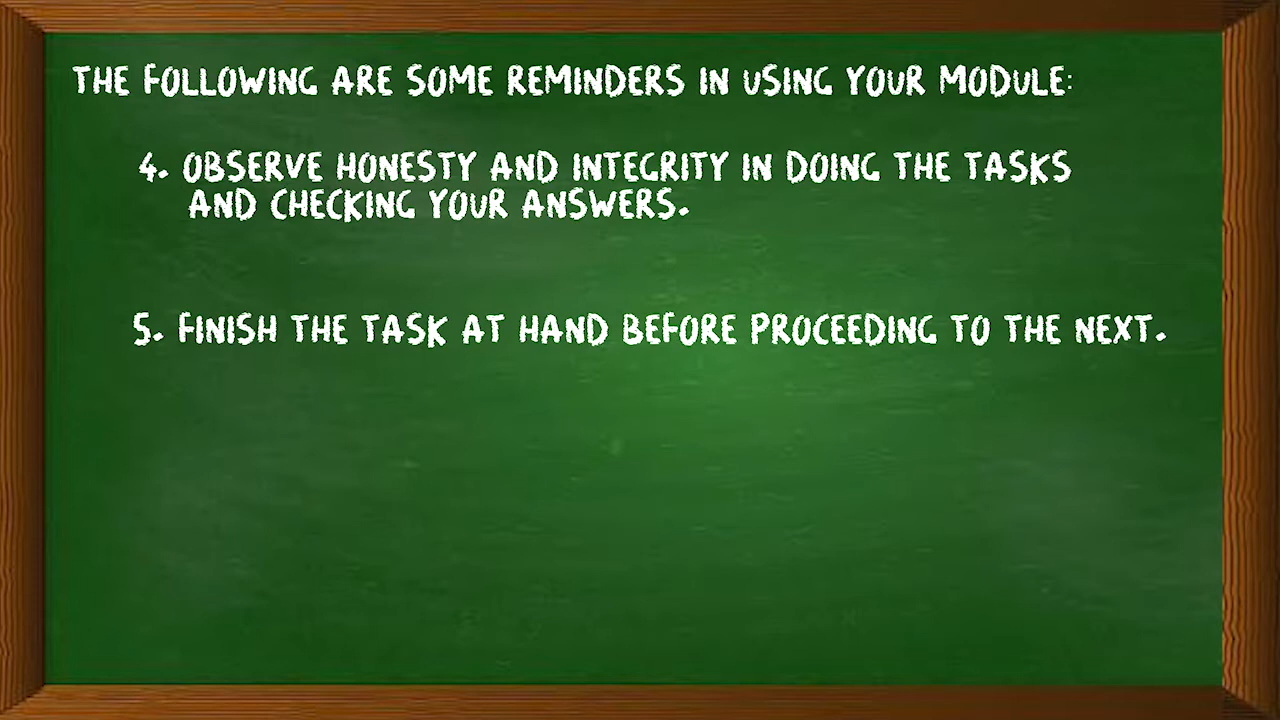 THE FOLLOWING ARE SOME REMINDERS IN USING YOUR MODULE:
4. OBSERVE HONESTY AND INTEGRITY IN DOING THE TASKS
AND CHECKING YOUR ANSWERS.
5. FINISH THE TASK AT HAND BEFORE PROCEEDING TO THE NEXT.